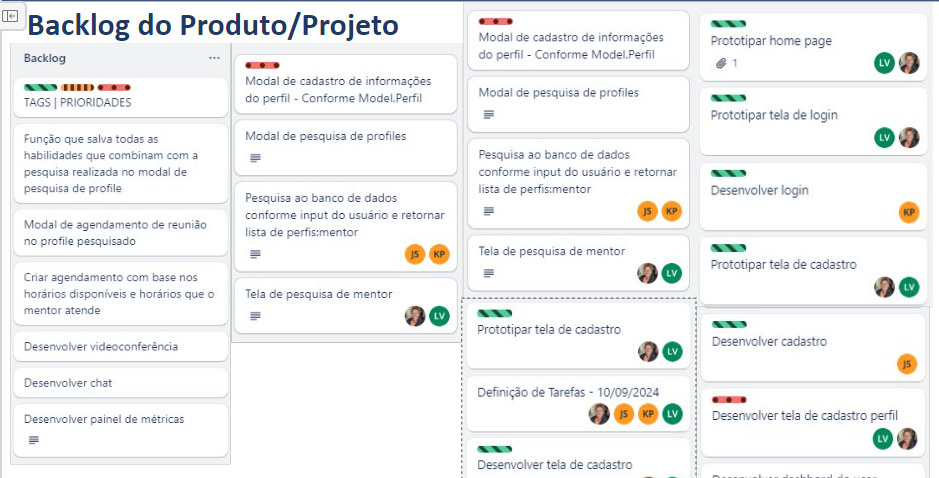 Backlog do Produto/Projeto
Backlog
TAGS | PRIORIDADES
Função que salva todas as
habilidades que combinam com a
pesquisa realizada no modal de
pesquisa de profile
Modal de agendamento de reunião
no profile pesquisado
Criar agendamento com base nos
horários disponíveis e horários que o
mentor atende
Desenvolver videoconferência
Desenvolver chat
Desenvolver painel de métricas
Modal de cadastro de informações
do perfil - Conforme Model.Perfil
Modal de pesquisa de profiles
Pesquisa ao banco de dados
conforme input do usuário e retornar
lista de perfis:mentor
JS KP
Tela de pesquisa de mentor
LV
Modal de cadastro de informações
do perfil - Conforme Model.Perfil
Modal de pesquisa de profiles
Pesquisa ao banco de dados
conforme input do usuário e retornar
lista de perfis:mentor
JS KP
Tela de pesquisa de mentor
LV
Prototipar tela de cadastro
LV
Definição de Tarefas - 10/09/2024
JS KP LV
Desenvolver tela de cadastro
Prototipar home page
1 LV
Prototipar tela de login
LV
Desenvolver login
KP
Prototipar tela de cadastro
LV
Desenvolver cadastro
JS
Desenvolver tela de cadastro perfil
LV